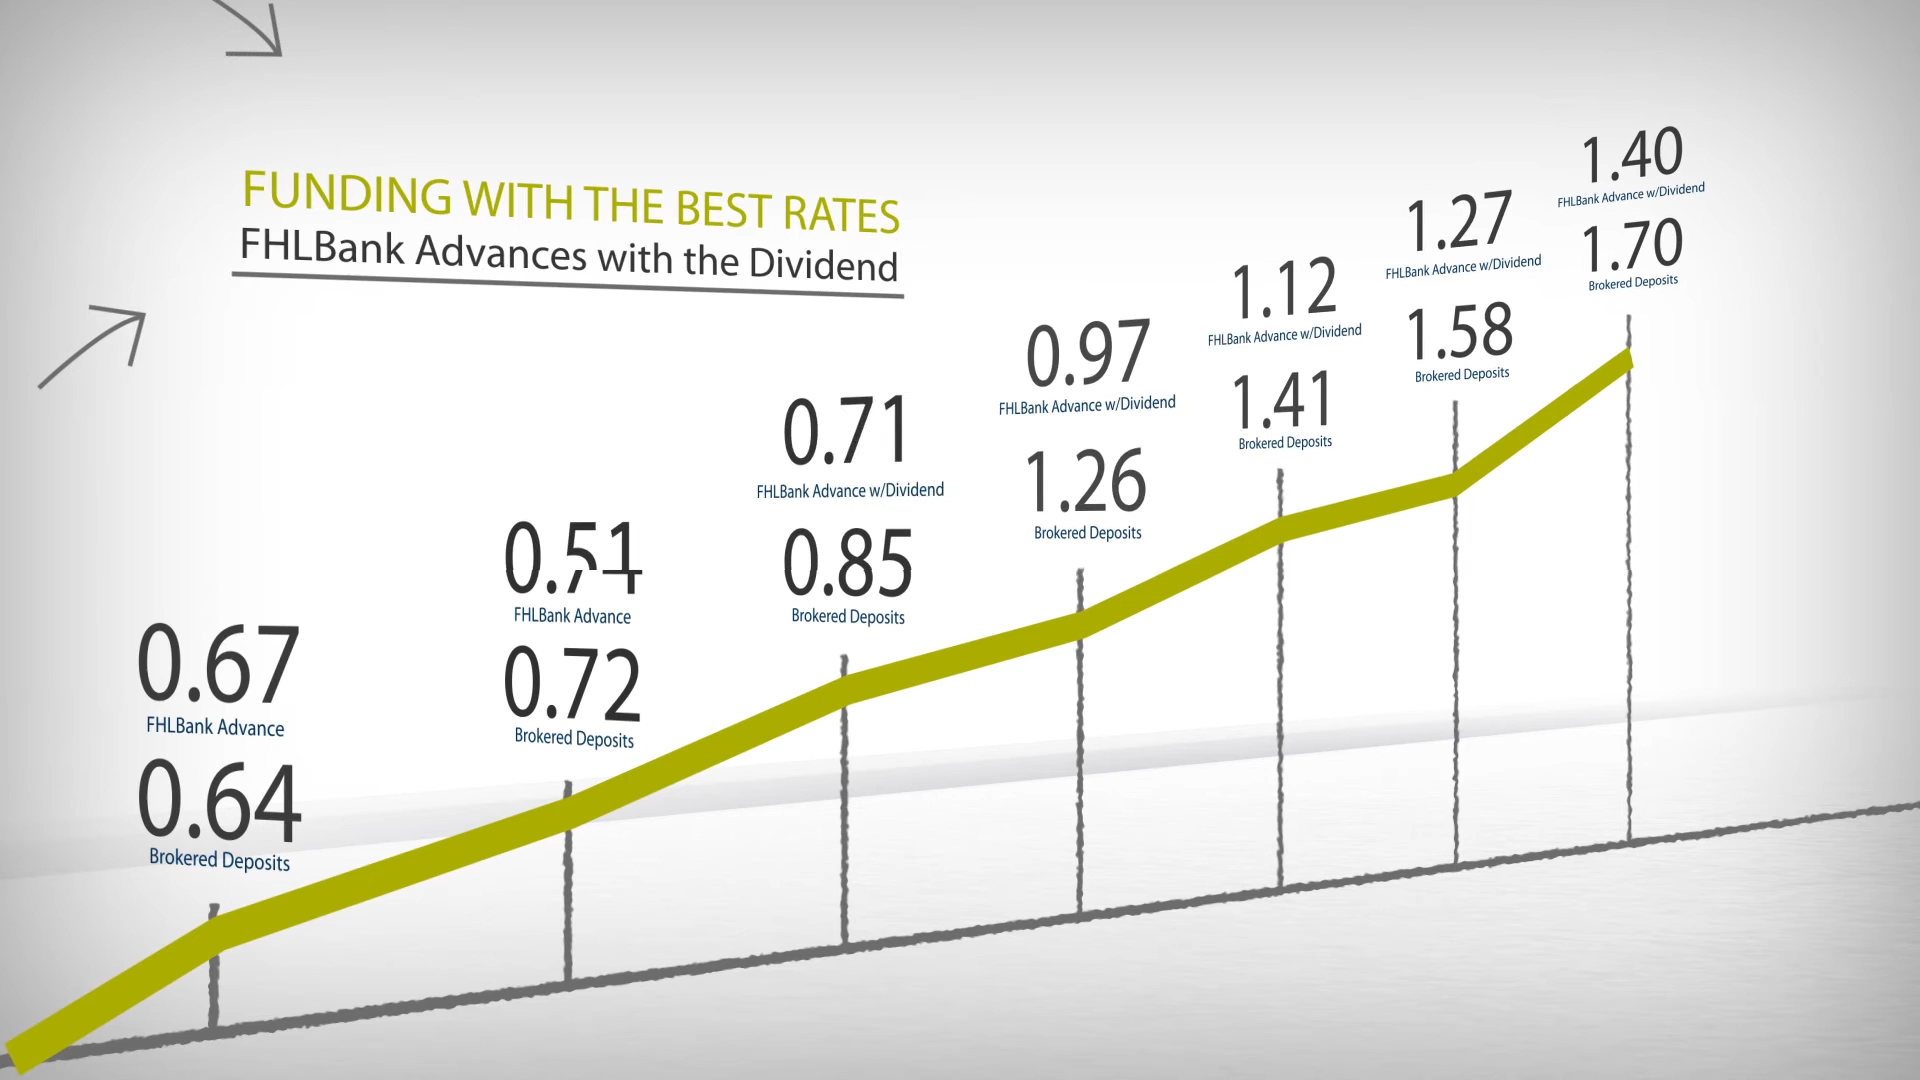 FUNDING WITH THE BEST RATES
FHLBank Advances with the Dividend
0.67
FHLBank Advance
0.64
Brokered Deposits
FHLBank Advance
0.72
Brokered Deposits
0.71
FHLBank Advance w/Dividend
0.85
Brokered Deposits
0.97
FHLBank Advance w/Dividend
1.26
Brokered Deposits
1.12
FHLBank Advance w/Dividend
1.41
Brokered Deposits
1.27
FHLBank Advance w/Dividend
1.58
Brokered Deposits
1.40
FHLBank Advance w/Dividend
1.70
Brokered Deposits